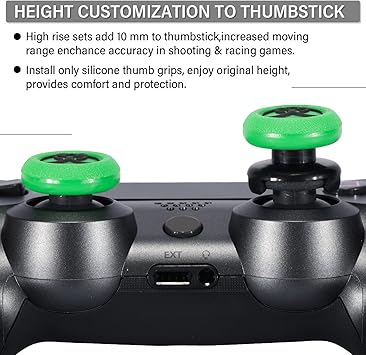 HEIGHT CUSTOMIZATION TO THUMBSTICK
• High rise sets add 10 mm to thumbstick,increased moving
range enchance accuracy in shooting & racing games.
• Install only silicone thumb grips, enjoy original height,
provides comfort and protection.
EXT